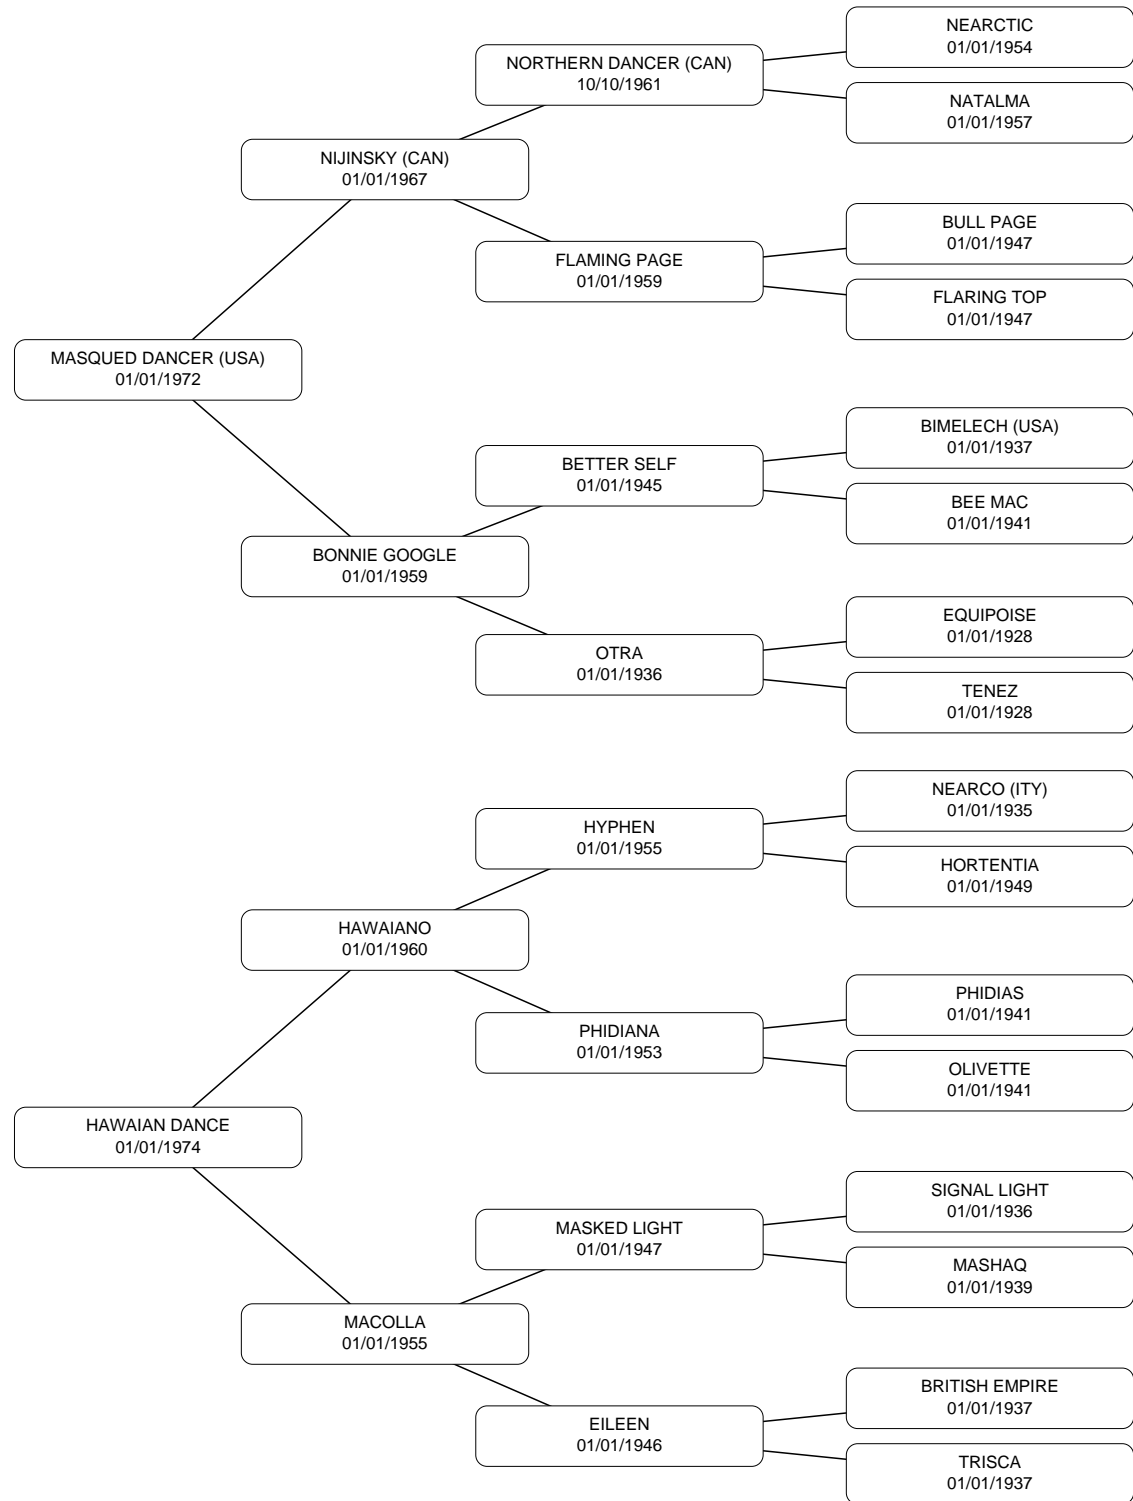 NEARCTIC
01/01/1954
NORTHERN DANCER (CAN)
10/10/1961
NATALMA
01/01/1957
NIJINSKY (CAN)
01/01/1967
BULL PAGE
01/01/1947
FLAMING PAGE
01/01/1959
FLARING TOP
01/01/1947
MASQUED DANCER (USA)
01/01/1972
BIMELECH (USA)
01/01/1937
BETTER SELF
01/01/1945
BEE MAC
01/01/1941
BONNIE GOOGLE
01/01/1959
EQUIPOISE
01/01/1928
OTRA
01/01/1936
TENEZ
01/01/1928
NEARCO (ITY)
01/01/1935
HYPHEN
01/01/1955
HORTENTIA
01/01/1949
HAWAIANO
01/01/1960
PHIDIAS
01/01/1941
PHIDIANA
01/01/1953
OLIVETTE
01/01/1941
HAWAIAN DANCE
01/01/1974
SIGNAL LIGHT
01/01/1936
MASKED LIGHT
01/01/1947
MASHAQ
01/01/1939
MACOLLA
01/01/1955
BRITISH EMPIRE
01/01/1937
EILEEN
01/01/1946
TRISCA
01/01/1937